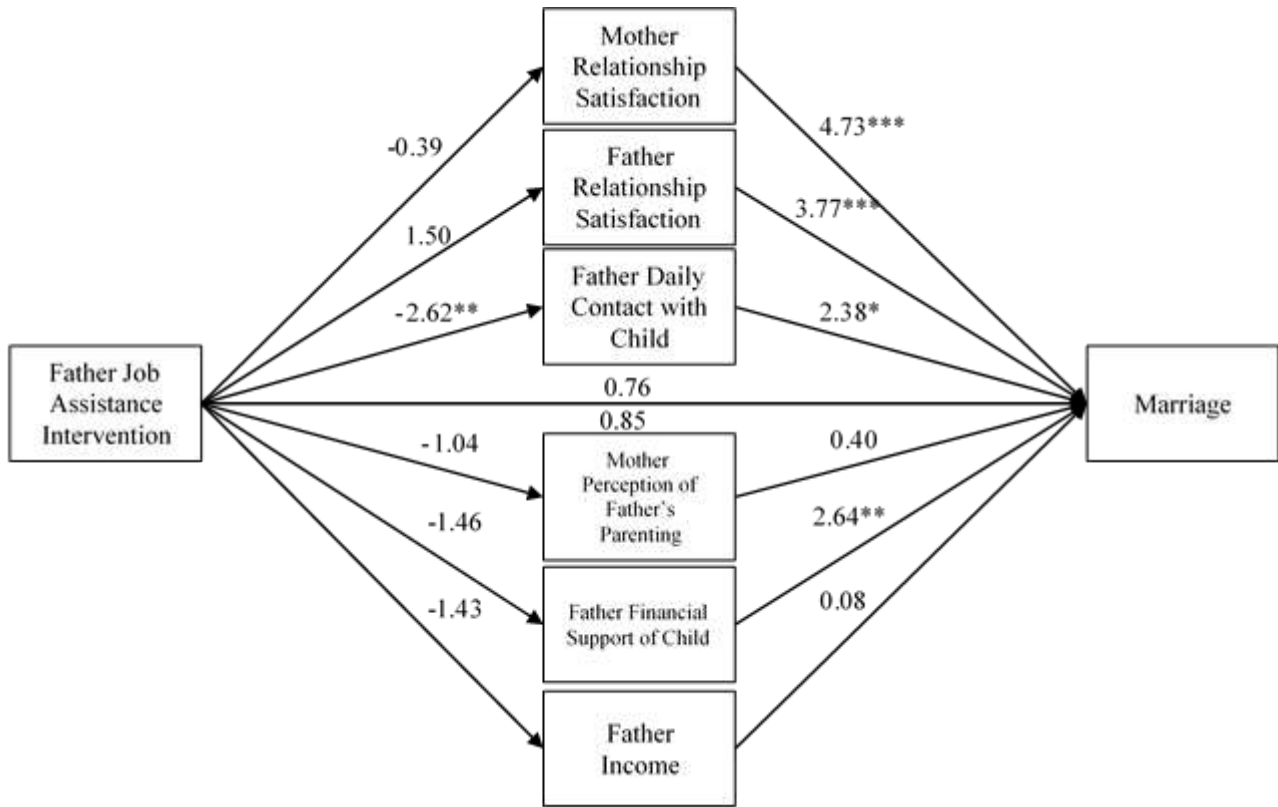 Mother
Relationship
Satisfaction
-0.39
4.73***
Father
Relationship
Satisfaction
1.50
3.77***
Father Daily
Contact with
Child
-2.62**
2.38*
Father Job
Assistance
Intervention
0.76
0.85
Marriage
-1.04
Mother
Perception of
Father's
Parenting
0.40
-1.46
Father Financial
Support of Child
2.64**
-1.43
Father
Income
0.08